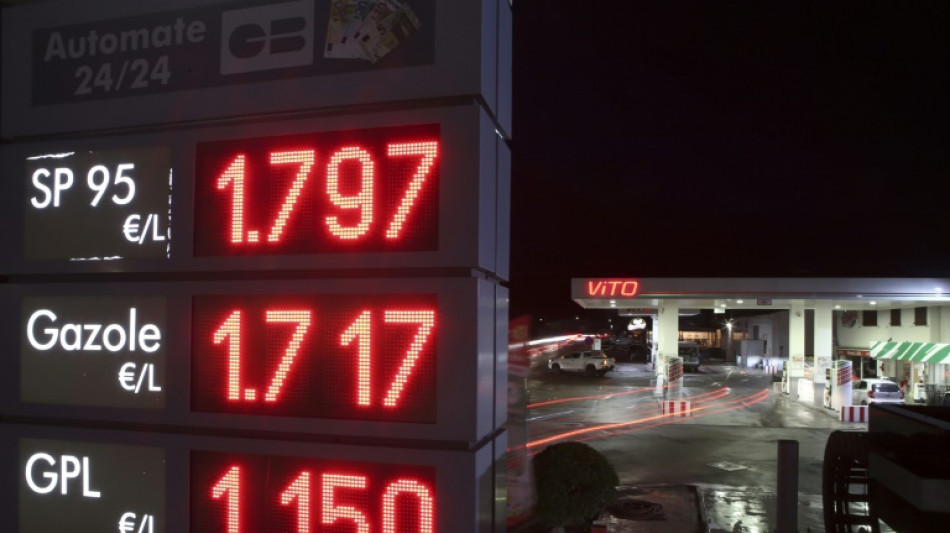 Automate
24/24
CB
SP 95
€/L
1.797
Gazole
€/L
1.717
GPL
€/L
1.150
ViTO